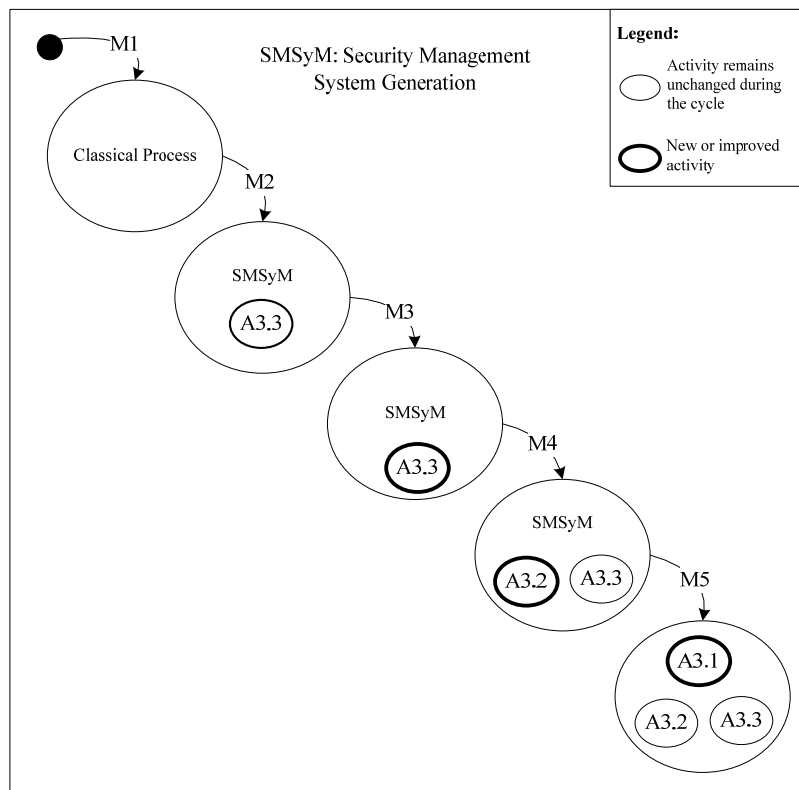 M1
SMSyM: Security Management
System Generation
Legend:
Activity remains
unchanged during
the cycle
New or improved
activity
Classical Process
M2
SMSyM
A3.3
M3
SMSyM
A3.3
M4
SMSyM
A3.2
A3.3
M5
A3.1
A3.2
A3.3